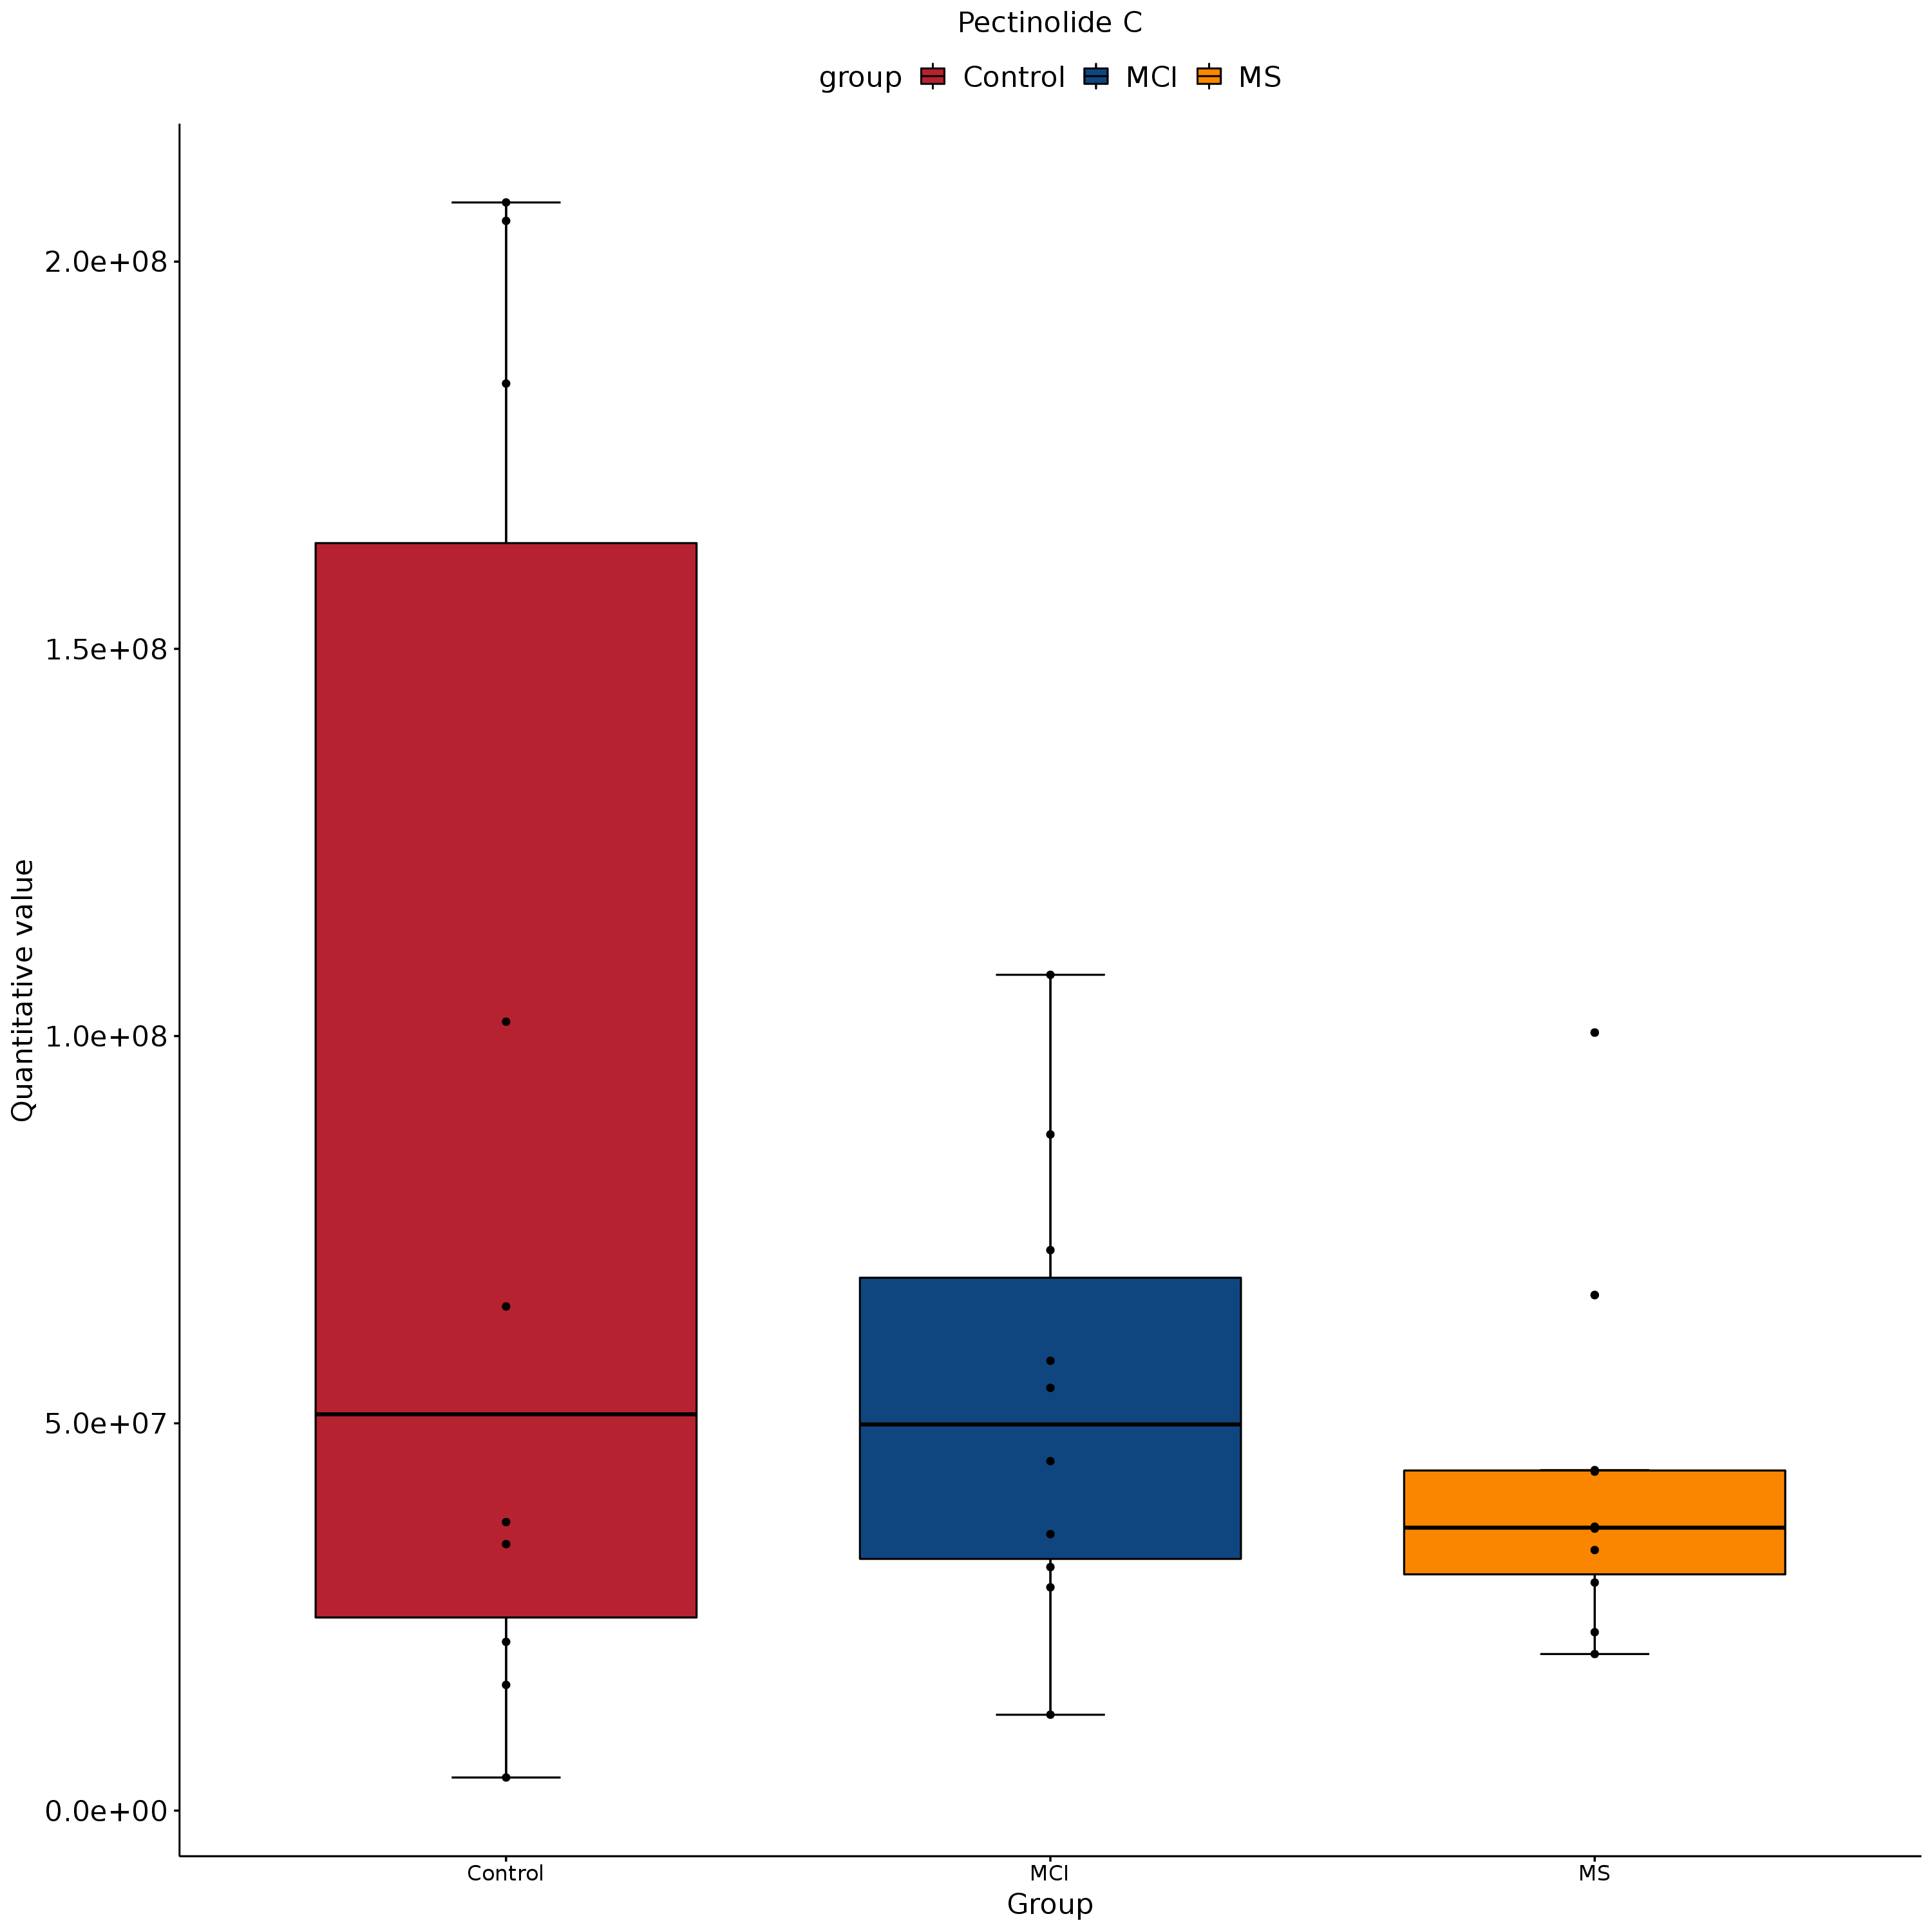 Pectinolide C
group Control MCI MS
Quantitative value
2.0e+08
1.5e+08
1.0e+08
5.0e+07
0.0e+00
Control MCI MS
Group